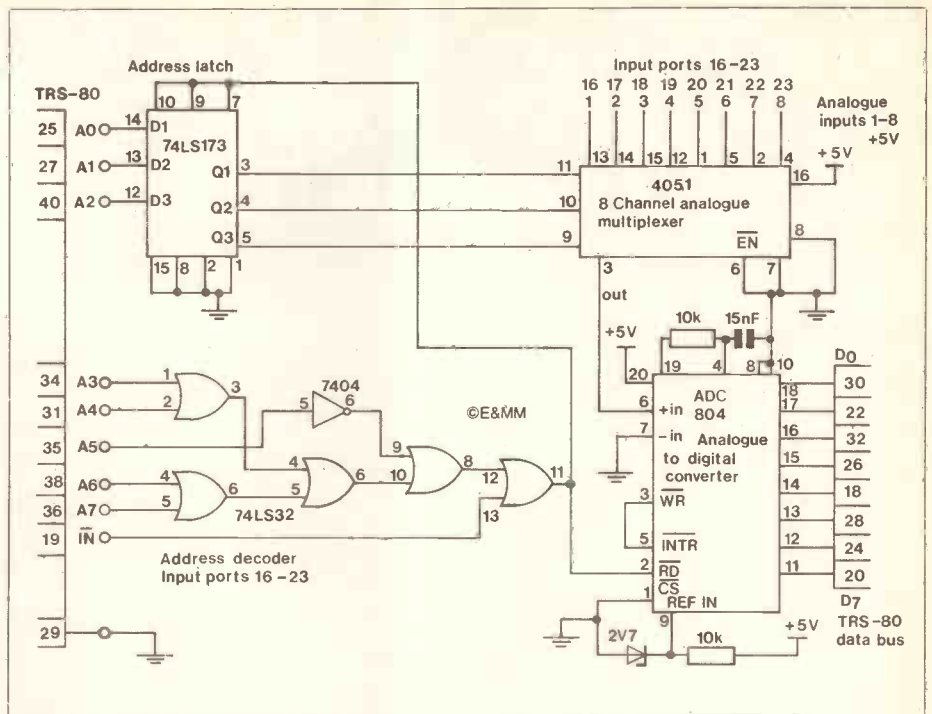 Address latch
TRS-80
10 9 7
25 A0 14 D1
74LS173
27 A1 13 D2
Q1 3
40 A2 12 D3
Q2 4
Q3 5
15 8 2 1
Input ports 16-23
16 17 18 19 20 21 22 23
1 2 3 4 5 6 7 8
Analogue
inputs 1-8
+5V
+5V
13 14 15 12 1 5 2 4
11
16
4051
10
8 Channel analogue
multiplexer
9
8
EN
3
6 7
out
10k 15nF
+5V
19 4 8 10
20
34 A3 1
3
31 A4 2
7404
35 A5
5 6
©E&MM
38 A6 4
6
36 A7 5
74LS32
4
5
6
9
10
8
12
13
11
19 IN
Address decoder
Input ports 16-23
29
ADC
804
6 +in
7 -in
Analogue
to digital
converter
3 WR
5 INTR
2 RD
CS
1
REF IN
9
D0
18 30
17 22
16 32
15 26
14 18
13 28
12 24
11 20
D7
TRS-80
data bus
2V7
10k
+5V